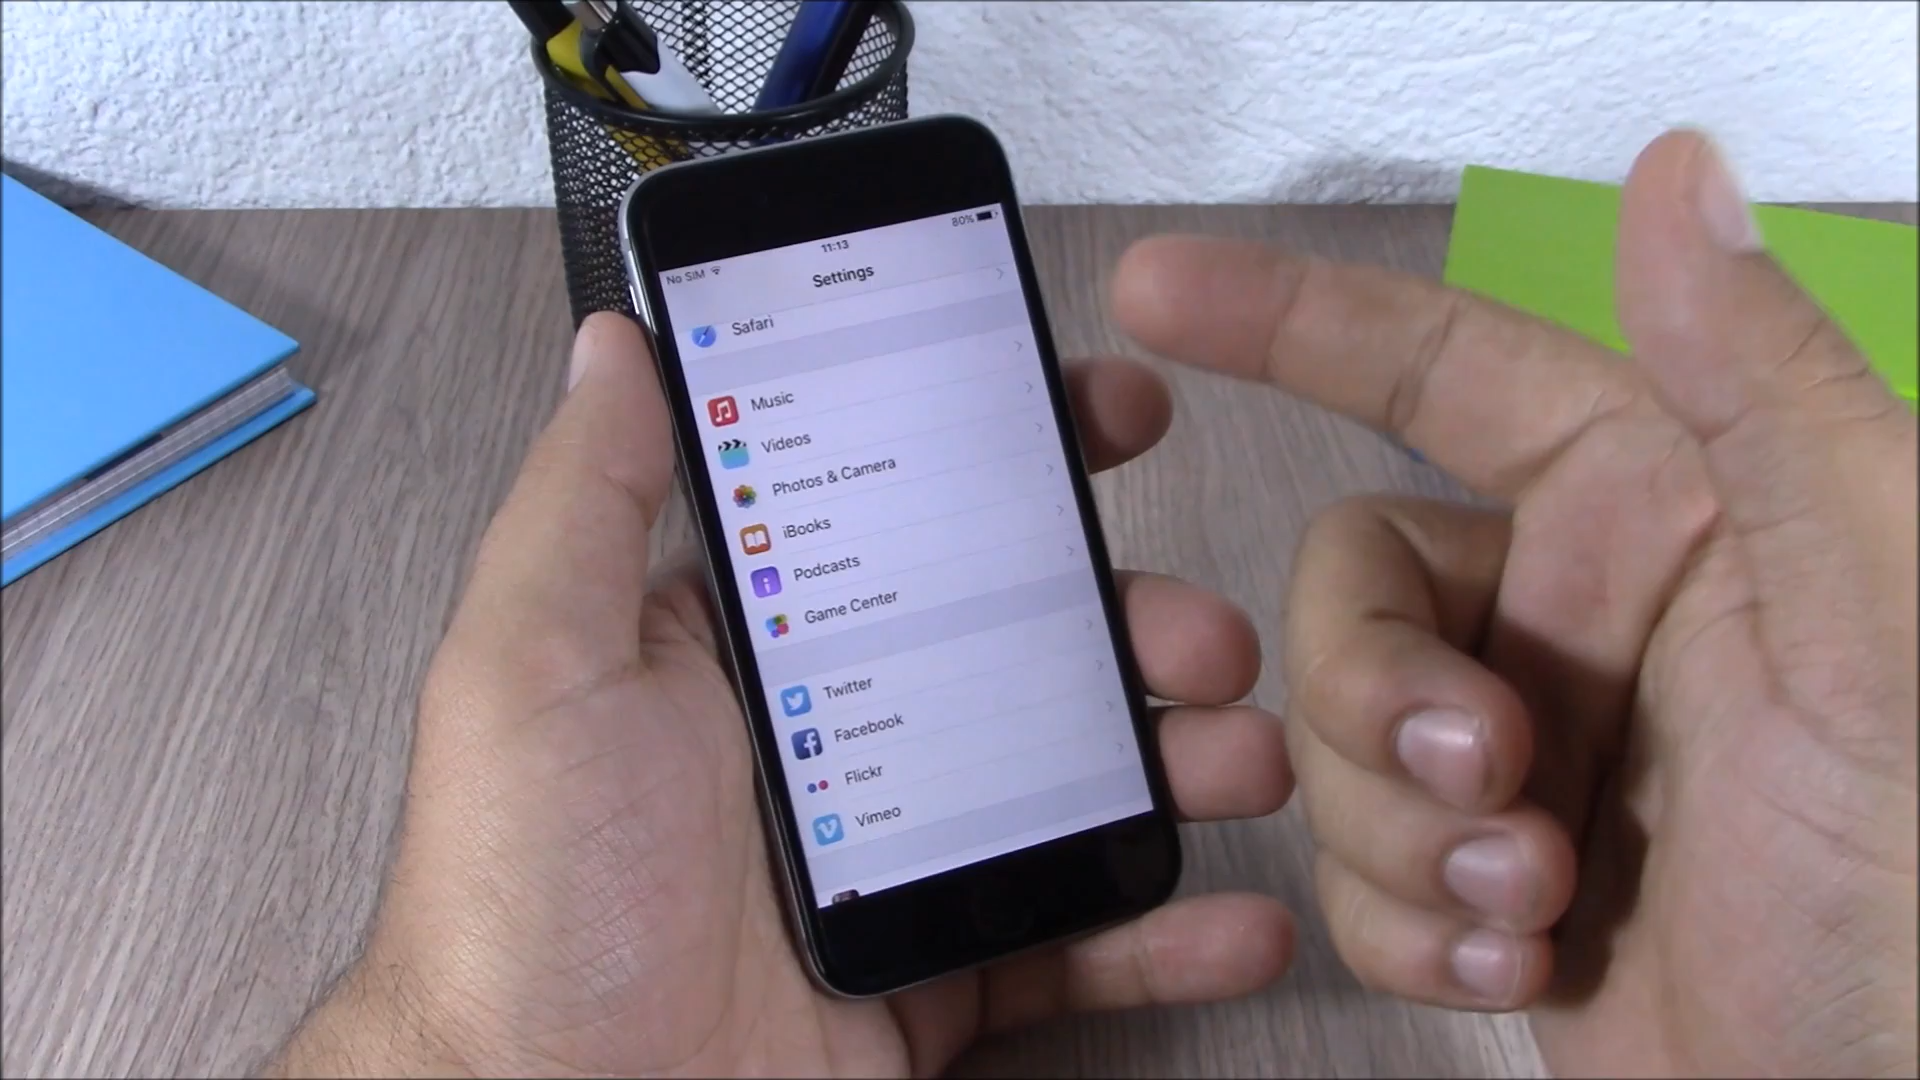 No SIM 11:13 80%
Settings
Safari
Music
Videos
Photos & Camera
iBooks
Podcasts
Game Center
Twitter
Facebook
Flickr
Vimeo